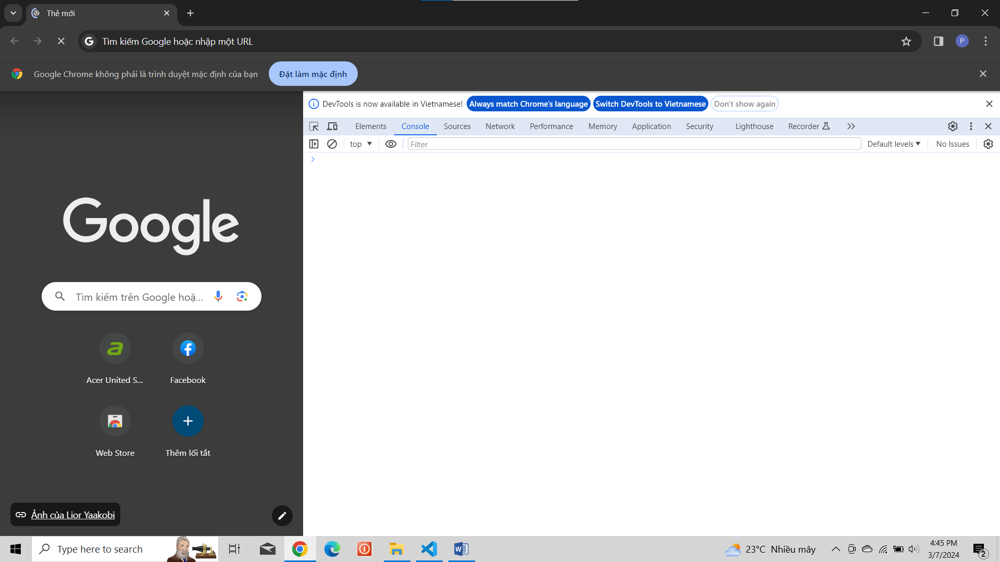 Thẻ mới
Tìm kiếm Google hoặc nhập một URL
P
Google Chrome không phải là trình duyệt mặc định của bạn
Đặt làm mặc định
DevTools is now available in Vietnamese! Always match Chrome's language Switch DevTools to Vietnamese Don't show again
Elements Console Sources Network Performance Memory Application Security Lighthouse Recorder
top Filter Default levels No Issues
Google
Tìm kiếm trên Google hoặ...
Acer United S... Facebook
Web Store Thêm lối tắt
Ảnh của Lior Yaakobi
Type here to search
23°C Nhiều mây
4:45 PM
3/7/2024
2